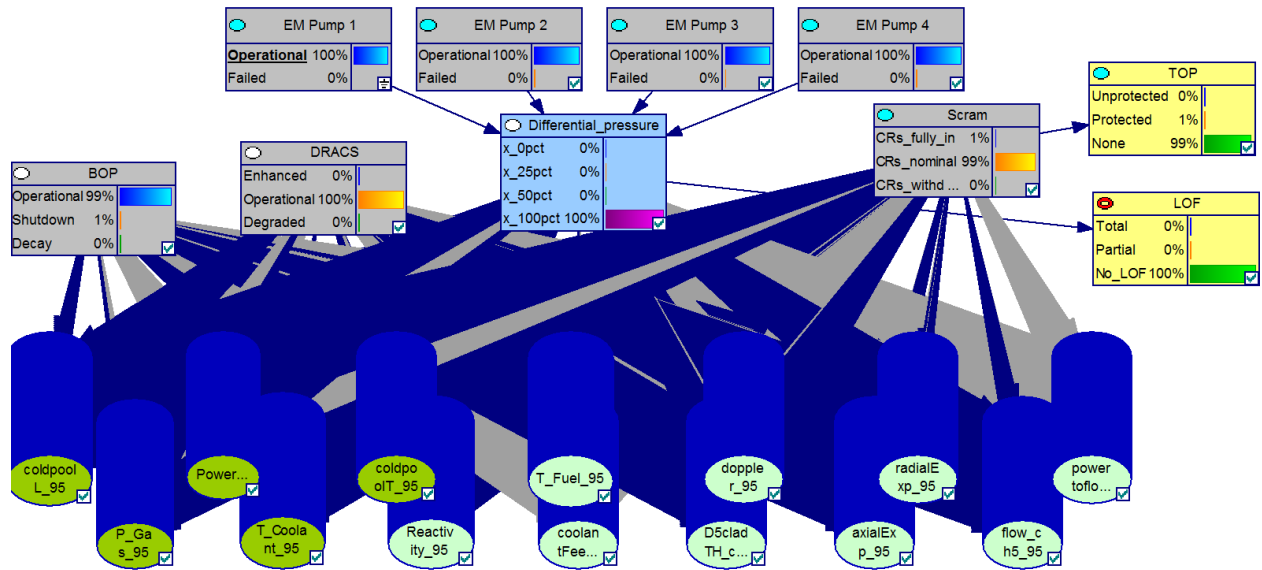 EM Pump 1
Operational 100%
Failed 0%
EM Pump 2
Operational 100%
Failed 0%
EM Pump 3
Operational 100%
Failed 0%
EM Pump 4
Operational 100%
Failed 0%
TOP
Unprotected 0%
Protected 1%
None 99%
Differential_pressure
x_0pct 0%
x_25pct 0%
x_50pct 0%
x_100pct 100%
Scram
CRs_fully_in 1%
CRs_nominal 99%
CRs_withd ... 0%
DRACS
Enhanced 0%
Operational 100%
Degraded 0%
BOP
Operational 99%
Shutdown 1%
Decay 0%
LOF
Total 0%
Partial 0%
No_LOF 100%
coldpool
L_95
Power...
coldpo
olT_95
T_Fuel_95
dopple
r_95
radialE
xp_95
power
toflo...
P_Ga
s_95
T_Coola
nt_95
Reactiv
ity_95
coolan
tFee...
D5clad
TH_c...
axialEx
p_95
flow_c
h5_95